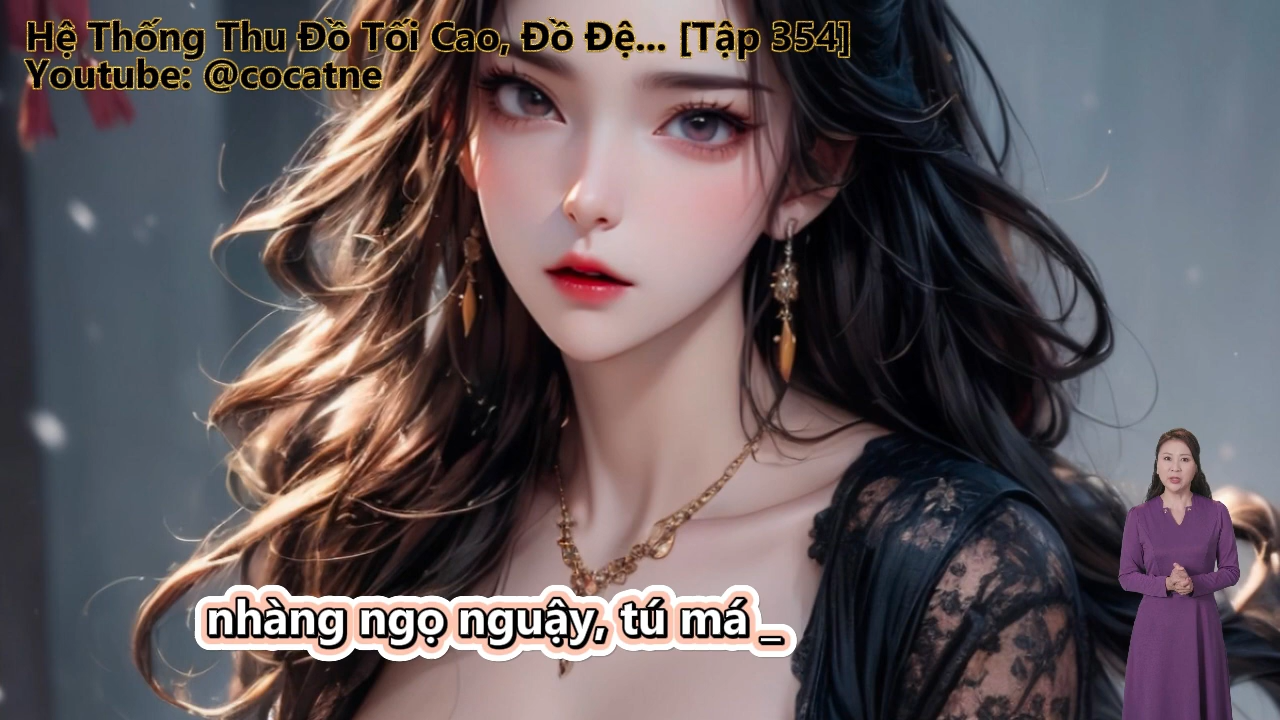 Hệ Thống Thu Đồ Tối Cao, Đồ Đệ... [Tập 354]
Youtube: @cocatne
nhàng ngọ nguậy, tú má _